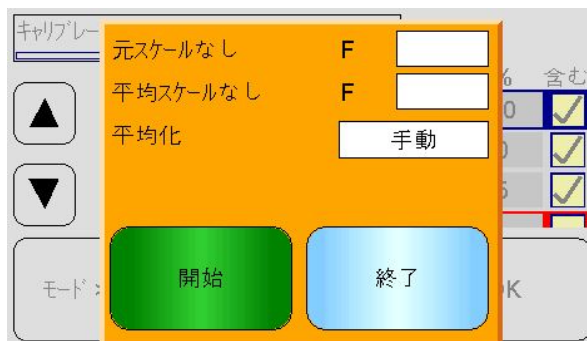 キャリブレー
元スケールなし F
平均スケールなし F
% 含む
0
平均化 手動
0
5
モード >
開始
終了
OK